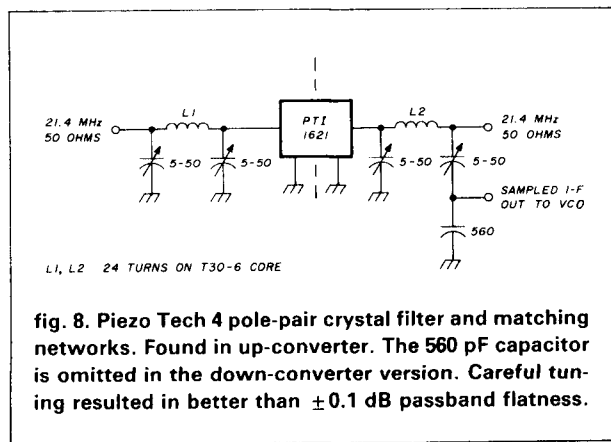 L1
L2
21.4 MHz
50 OHMS
PTI
1621
21.4 MHz
50 OHMS
5-50
5-50
5-50
5-50
SAMPLED I-F
OUT TO VCO
560
L1, L2 24 TURNS ON T30-6 CORE
fig. 8. Piezo Tech 4 pole-pair crystal filter and matching
networks. Found in up-converter. The 560 pF capacitor
is omitted in the down-converter version. Careful tun-
ing resulted in better than ±0.1 dB passband flatness.